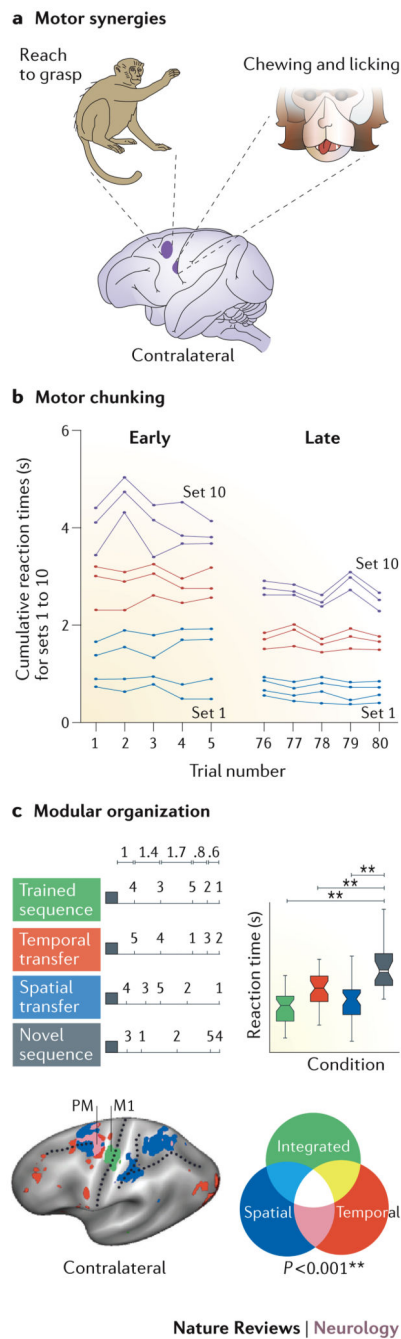 a Motor synergies
Reach
to grasp
Chewing and licking
Contralateral
b Motor chunking
Early
Late
Cumulative reaction times (s)
for sets 1 to 10
6
4
2
0
Set 10
Set 1
Set 10
Set 1
1 2 3 4 5 76 77 78 79 80
Trial number
c Modular organization
1 1.4 1.7 .8 .6
Trained
sequence
4 3 5 2 1
Temporal
transfer
5 4 1 3 2
Spatial
transfer
4 3 5 2 1
Novel
sequence
3 1 2 5 4
**
**
**
Reaction time (s)
Condition
PM M1
Contralateral
Integrated
Spatial
Temporal
P<0.001**
Nature Reviews | Neurology